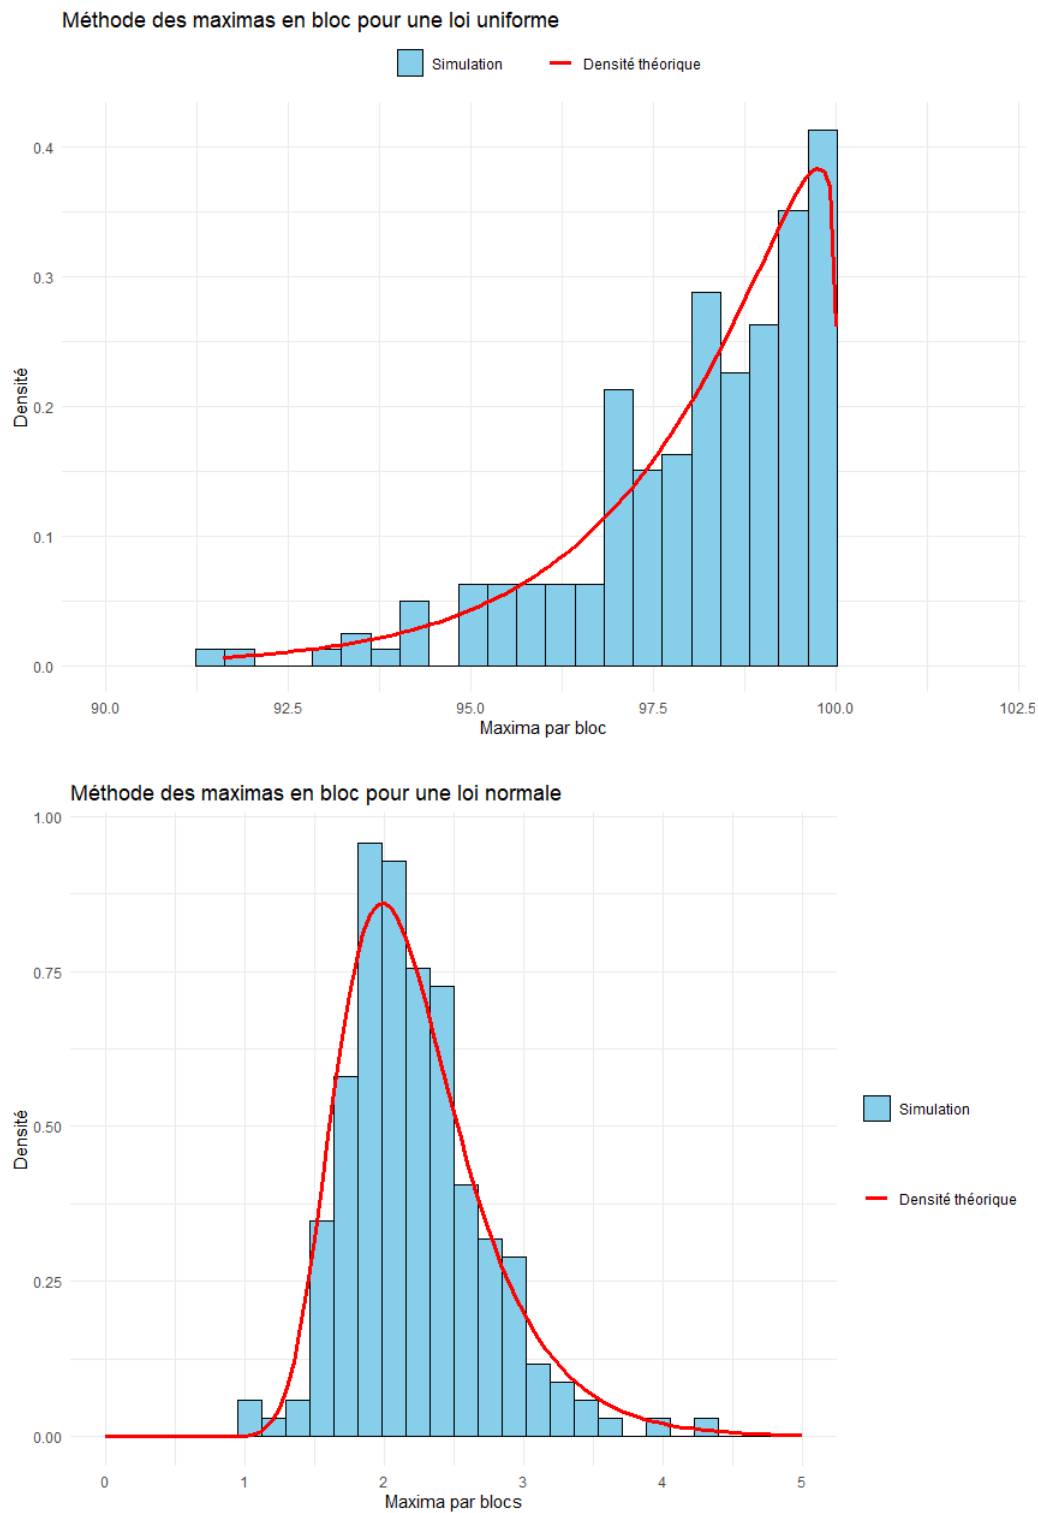 Méthode des maximas en bloc pour une loi uniforme
Simulation Densité théorique
Densité
0.4
0.3
0.2
0.1
0.0
90.0 92.5 95.0 97.5 100.0 102.5
Maxima par bloc
Méthode des maximas en bloc pour une loi normale
Densité
1.00
0.75
0.50
0.25
0.00
0 1 2 3 4 5
Maxima par blocs
Simulation
Densité théorique